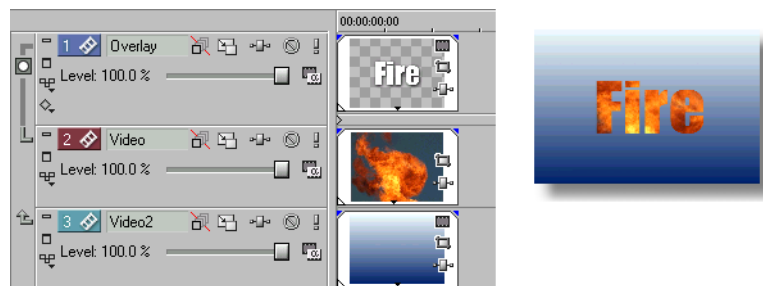 00:00:00:00
1 Overlay
Level: 100.0 %
Fire
2 Video
Level: 100.0 %
3 Video2
Level: 100.0 %
Fire